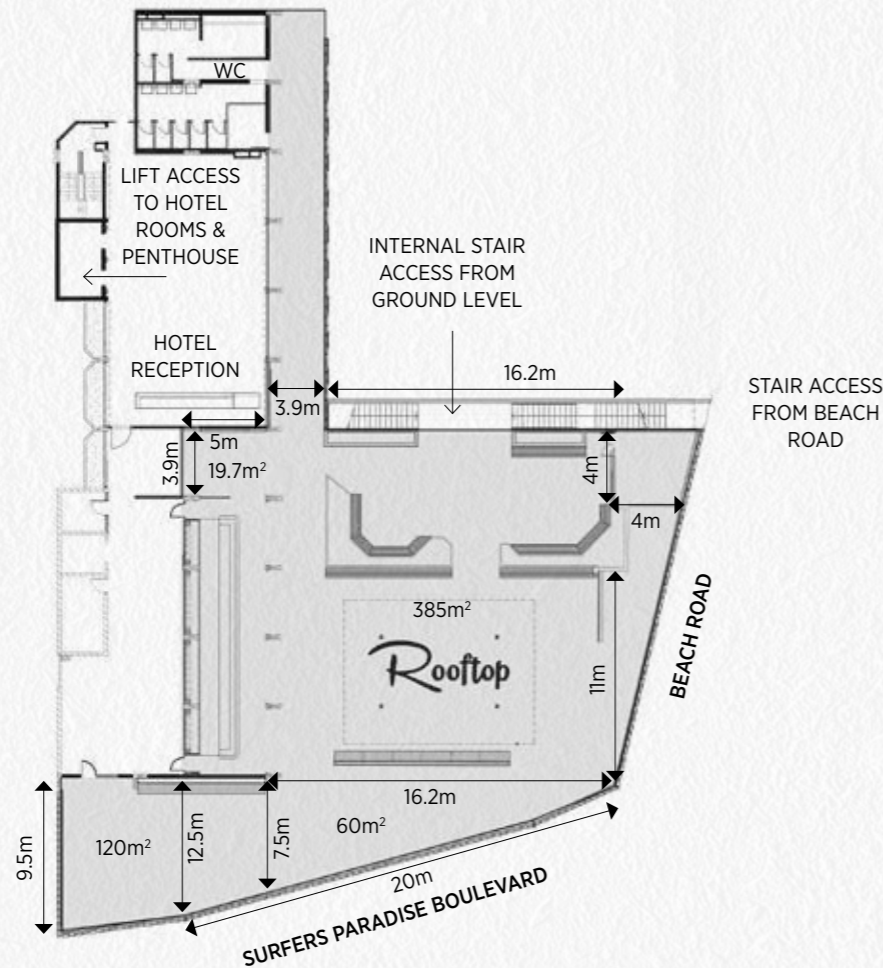 WC
LIFT ACCESS
TO HOTEL
ROOMS &
PENTHOUSE
INTERNAL STAIR
ACCESS FROM
GROUND LEVEL
HOTEL
RECEPTION
16.2m
3.9m
STAIR ACCESS
FROM BEACH
ROAD
5m
3.9m
19.7m²
4m
4m
385m²
Rooftop
BEACH ROAD
11m
16.2m
9.5m
120m²
12.5m
7.5m
60m²
20m
SURFERS PARADISE BOULEVARD